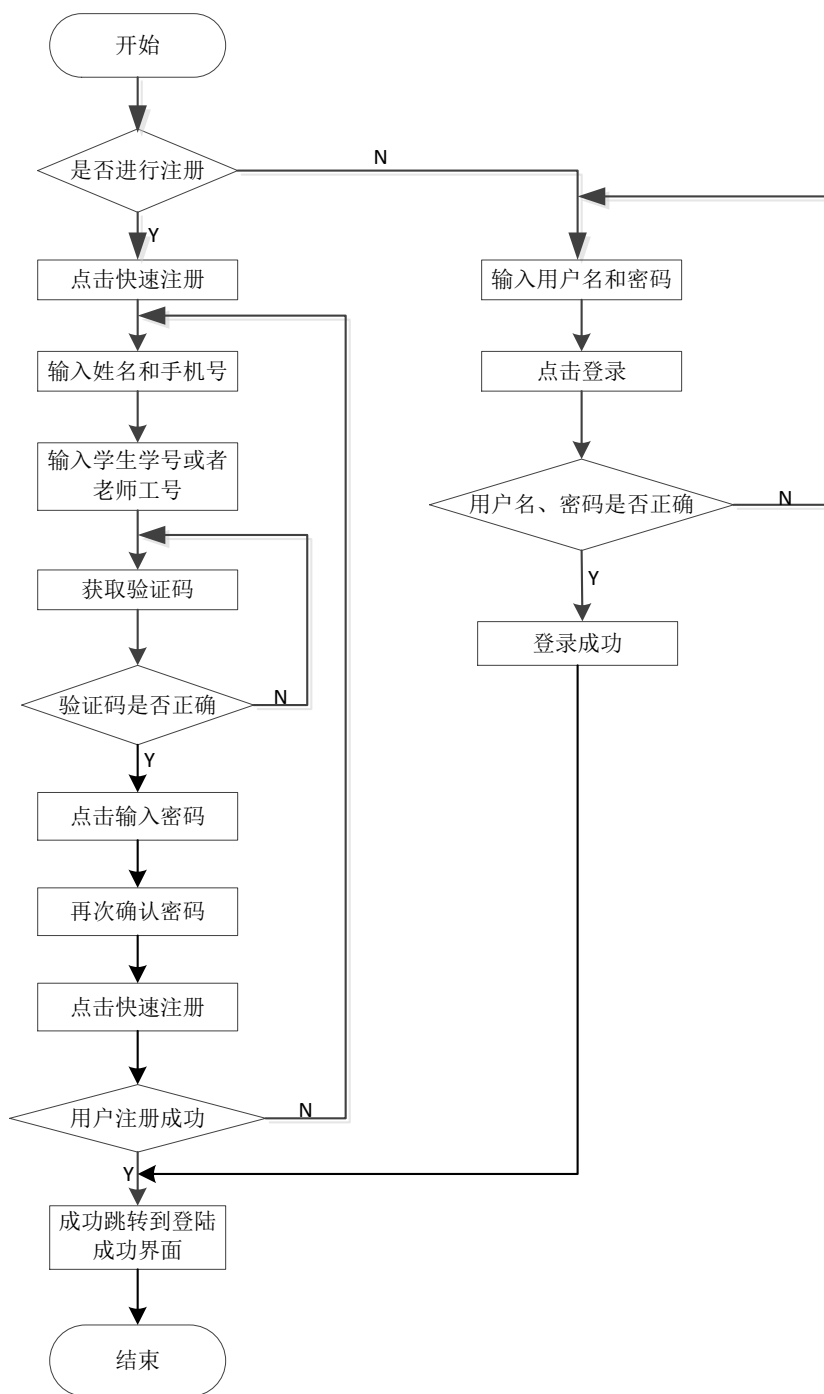 开始
是否进行注册
N
Y
点击快速注册
输入用户名和密码
输入姓名和手机号
点击登录
输入学生学号或者
老师工号
用户名、密码是否正确
N
获取验证码
Y
登录成功
验证码是否正确
N
Y
点击输入密码
再次确认密码
点击快速注册
用户注册成功
N
Y
成功跳转到登陆
成功界面
结束